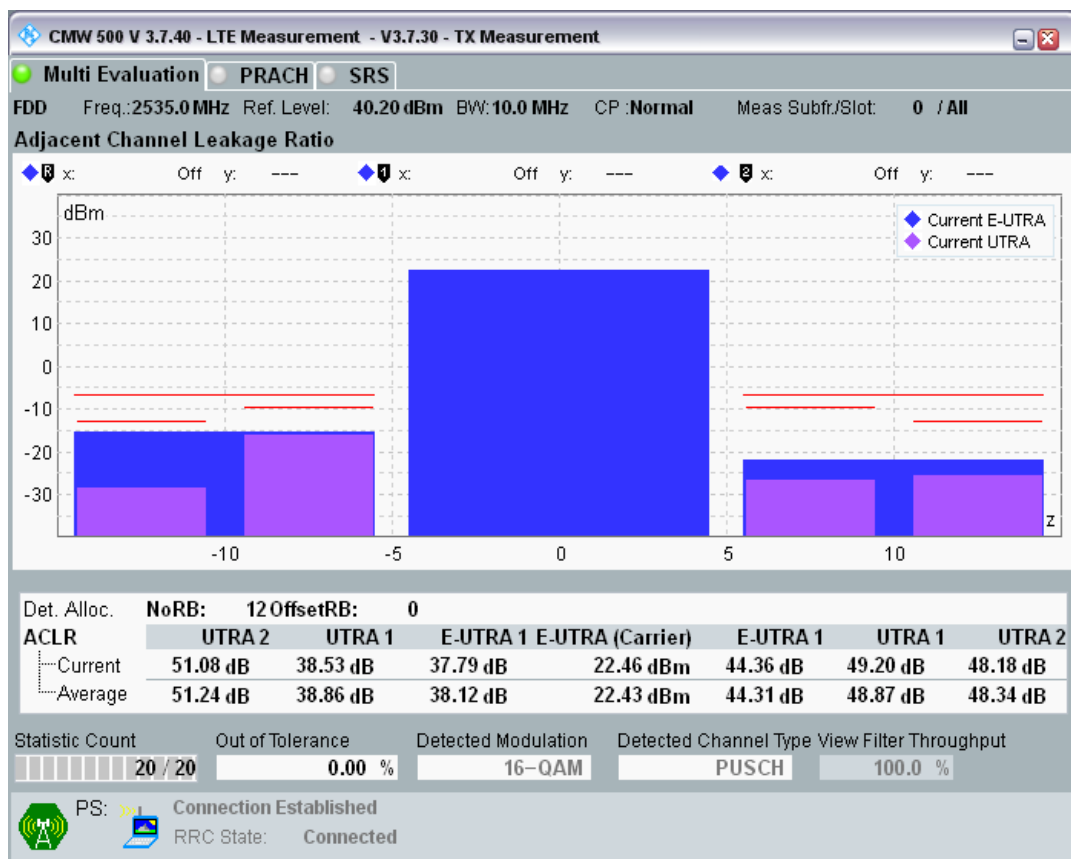 CMW 500 V 3.7.40 - LTE Measurement - V3.7.30 - TX Measurement
Multi Evaluation PRACH SRS
FDD Freq.:2535.0 MHz Ref. Level: 40.20 dBm BW:10.0 MHz CP :Normal Meas Subfr./Slot: 0 / All
Adjacent Channel Leakage Ratio
R x: Off y: --- 1 x: Off y: --- 2 x: Off y: ---
dBm
Current E-UTRA
Current UTRA
30
20
10
0
-10
-20
-30
z
-10 -5 0 5 10
Det. Alloc. NoRB: 12 OffsetRB: 0
ACLR UTRA 2 UTRA 1 E-UTRA 1 E-UTRA (Carrier) E-UTRA 1 UTRA 1 UTRA 2
Current 51.08 dB 38.53 dB 37.79 dB 22.46 dBm 44.36 dB 49.20 dB 48.18 dB
Average 51.24 dB 38.86 dB 38.12 dB 22.43 dBm 44.31 dB 48.87 dB 48.34 dB
Statistic Count Out of Tolerance Detected Modulation Detected Channel Type View Filter Throughput
20 / 20 0.00 % 16-QAM PUSCH 100.0 %
PS: Connection Established
RRC State: Connected